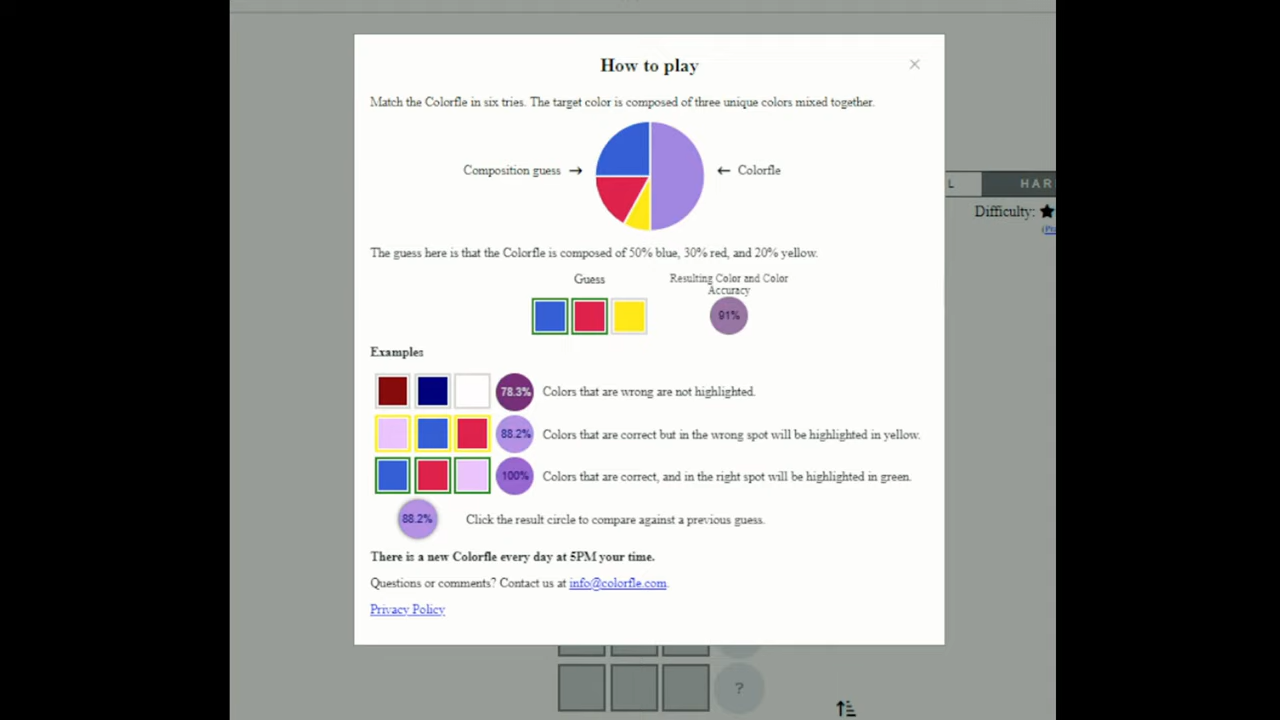 How to play
×
Match the Colorfle in six tries. The target color is composed of three unique colors mixed together.
Composition guess → ← Colorfle
L HAR
Difficulty: ★
The guess here is that the Colorfle is composed of 50% blue, 30% red, and 20% yellow.
Guess
Resulting Color and Color
Accuracy
91%
Examples
78.3% Colors that are wrong are not highlighted.
88.2% Colors that are correct but in the wrong spot will be highlighted in yellow.
100% Colors that are correct, and in the right spot will be highlighted in green.
88.2% Click the result circle to compare against a previous guess.
There is a new Colorfle every day at 5PM your time.
Questions or comments? Contact us at info@colorfle.com.
Privacy Policy
?